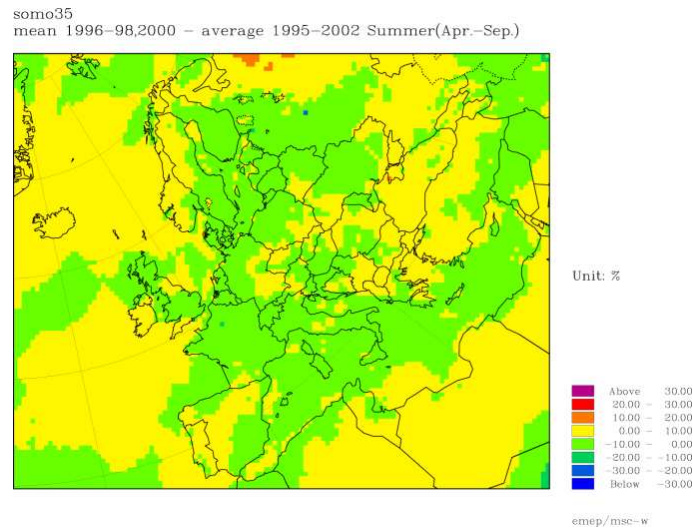 somo35
mean 1996-98,2000 - average 1995-2002 Summer(Apr.-Sep.)
Unit: %
Above 30.00
20.00 - 30.00
10.00 - 20.00
0.00 - 10.00
-10.00 - 0.00
-20.00 - -10.00
-30.00 - -20.00
Below -30.00
emep/msc-w